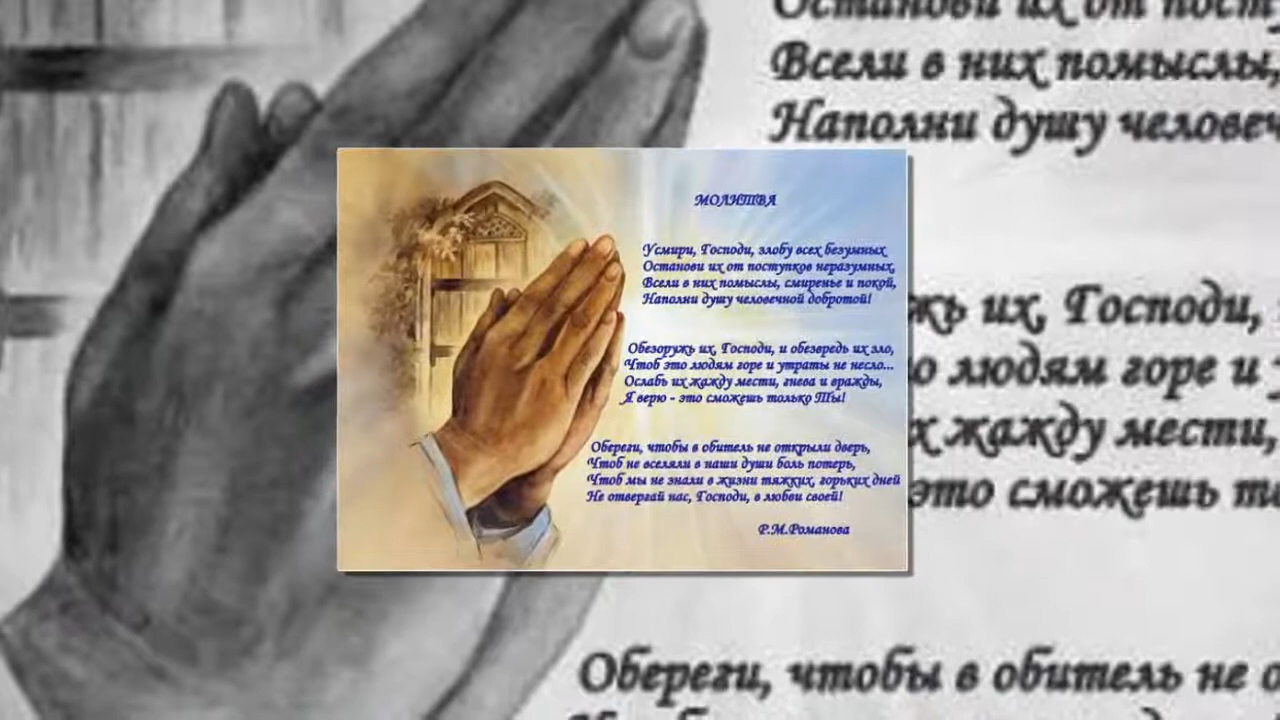 МОЛИТВА
Усмири, Господи, злобу всех безумных
Останови их от поступков неразумных,
Всели в них помыслы, смиренье и покой,
Наполни душу человечной добротой!
Обезоружь их, Господи, и обезвредь их зло,
Чтоб это людям горе и утраты не несло...
Ослабь их жажду мести, гнева и вражды,
Я верю - это сможешь только Ты!
Обереги, чтобы в обитель не открыли дверь,
Чтоб не вселяли в наши души боль потерь,
Чтоб мы не знали в жизни тяжких, горьких дней
Не отвергай нас, Господи, в любви своей!
Р.М.Романова
Останови их от пост
Всели в них помыслы,
Наполни душу человеч
жь их, Господи,
о людям горе и у
х жажду мести,
это сможешь т
Обереги, чтобы в обитель не о